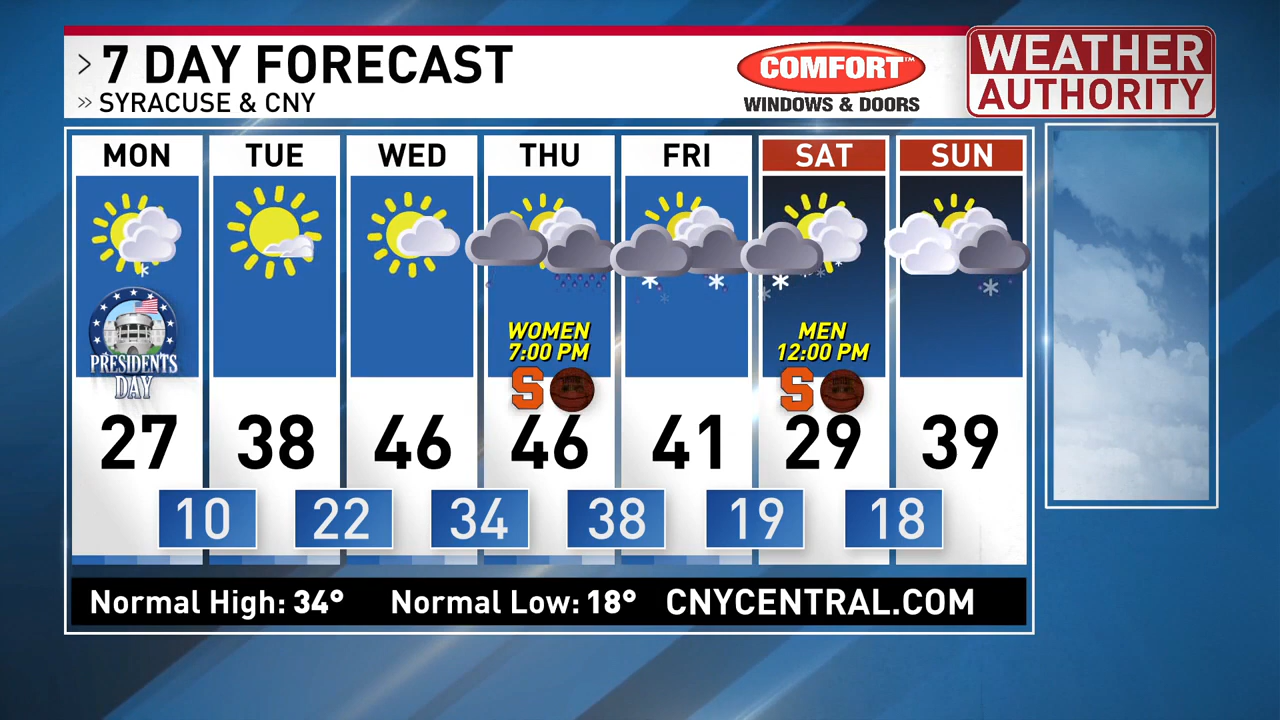 > 7 DAY FORECAST
» SYRACUSE & CNY
COMFORT™
WINDOWS & DOORS
WEATHER
AUTHORITY
MON TUE WED THU FRI SAT SUN
PRESIDENTS
DAY
WOMEN
7:00 PM
S
MEN
12:00 PM
S
27 38 46 46 41 29 39
10 22 34 38 19 18
Normal High: 34° Normal Low: 18° CNYCENTRAL.COM